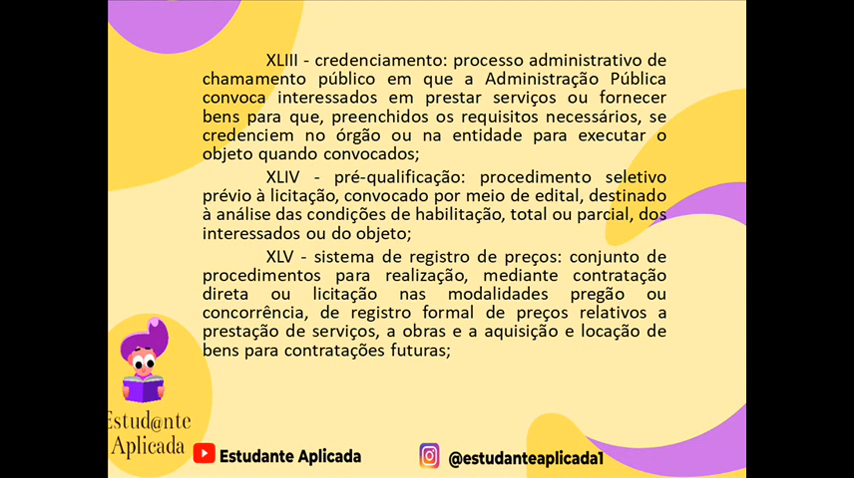 XLIII - credenciamento: processo administrativo de
chamamento público em que a Administração Pública
convoca interessados em prestar serviços ou fornecer
bens para que, preenchidos os requisitos necessários, se
credenciem no órgão ou na entidade para executar o
objeto quando convocados;
XLIV - pré-qualificação: procedimento seletivo
prévio à licitação, convocado por meio de edital, destinado
à análise das condições de habilitação, total ou parcial, dos
interessados ou do objeto;
XLV - sistema de registro de preços: conjunto de
procedimentos para realização, mediante contratação
direta ou licitação nas modalidades pregão ou
concorrência, de registro formal de preços relativos a
prestação de serviços, a obras e a aquisição e locação de
bens para contratações futuras;
Estud@nte
Aplicada
Estudante Aplicada
@estudanteaplicada1